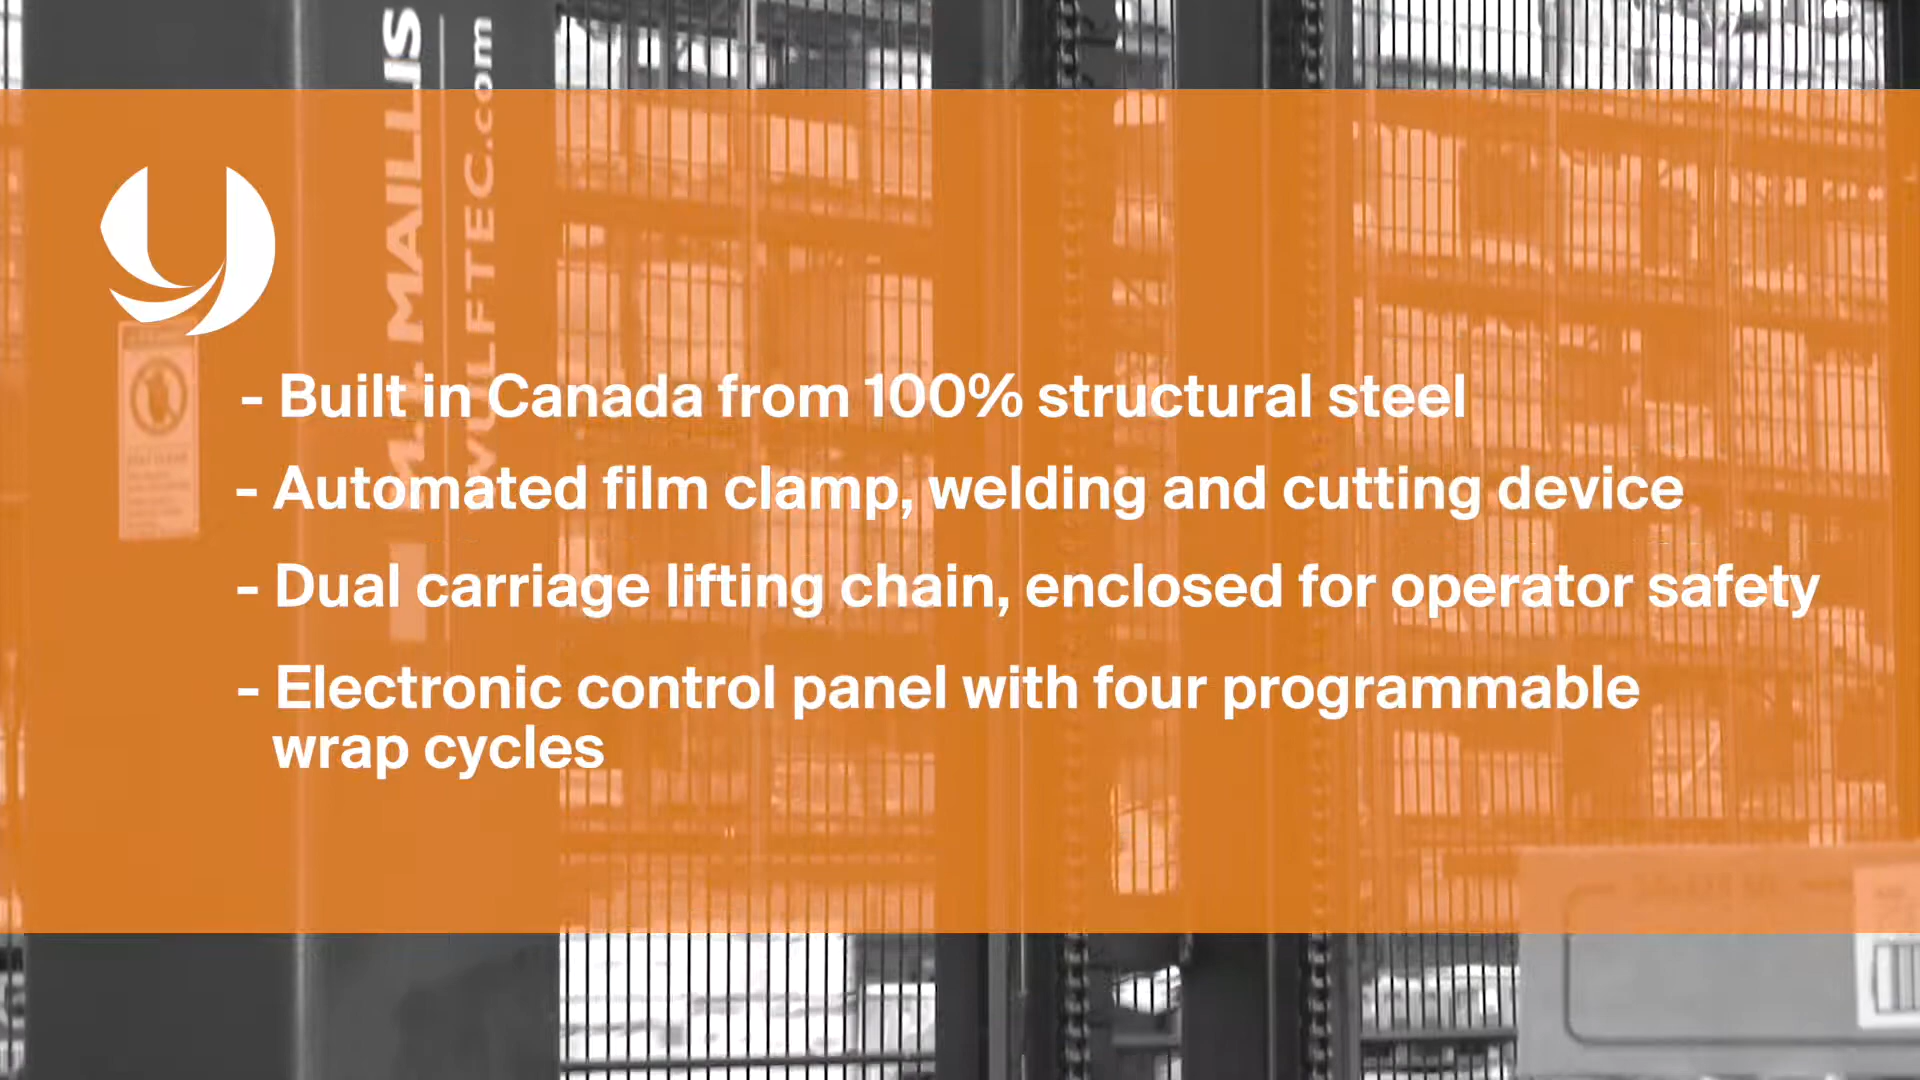 M.J. MAILLIS
WULFTEC.com
- Built in Canada from 100% structural steel
- Automated film clamp, welding and cutting device
- Dual carriage lifting chain, enclosed for operator safety
- Electronic control panel with four programmable
wrap cycles